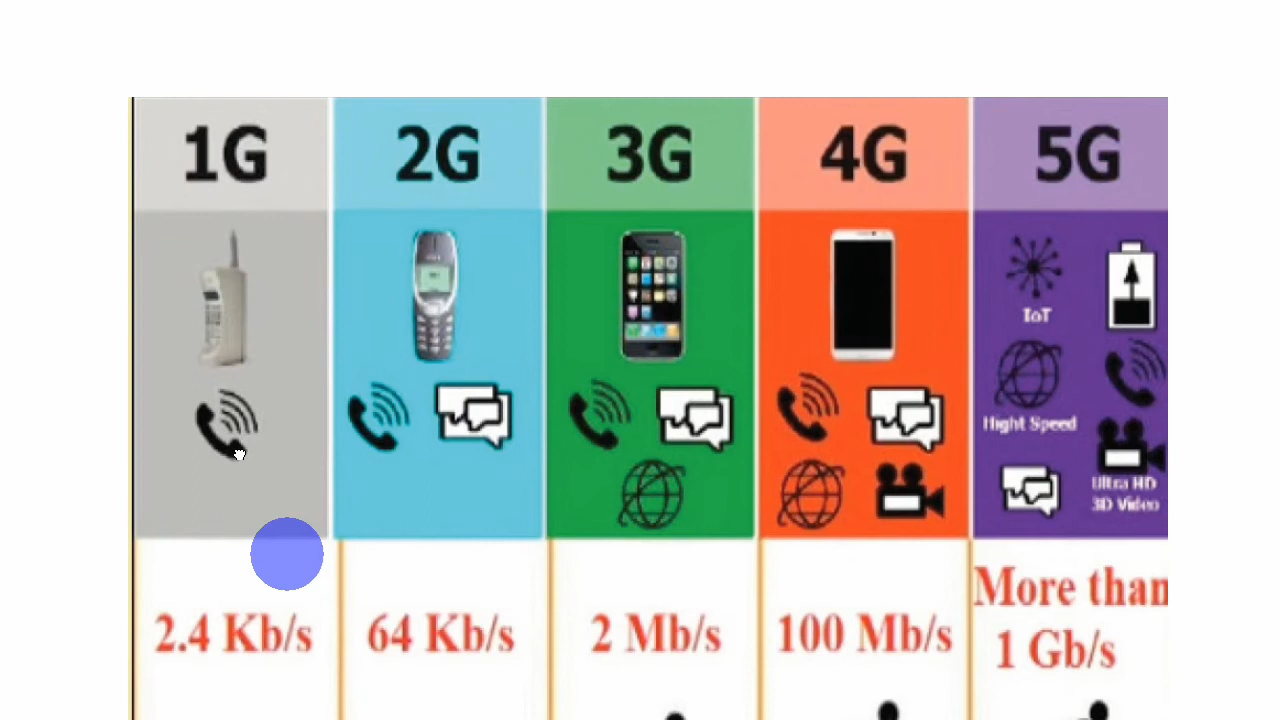 1G 2G 3G 4G 5G
IoT
Hight Speed
Ultra HD
3D Video
2.4 Kb/s 64 Kb/s 2 Mb/s 100 Mb/s More than
1 Gb/s